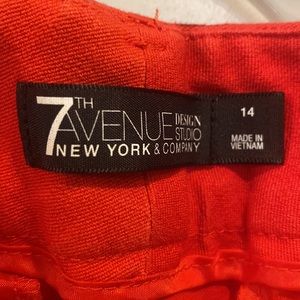 7TH
AVENUE DESIGN STUDIO
NEW YORK & COMPANY
14
MADE IN
VIETNAM